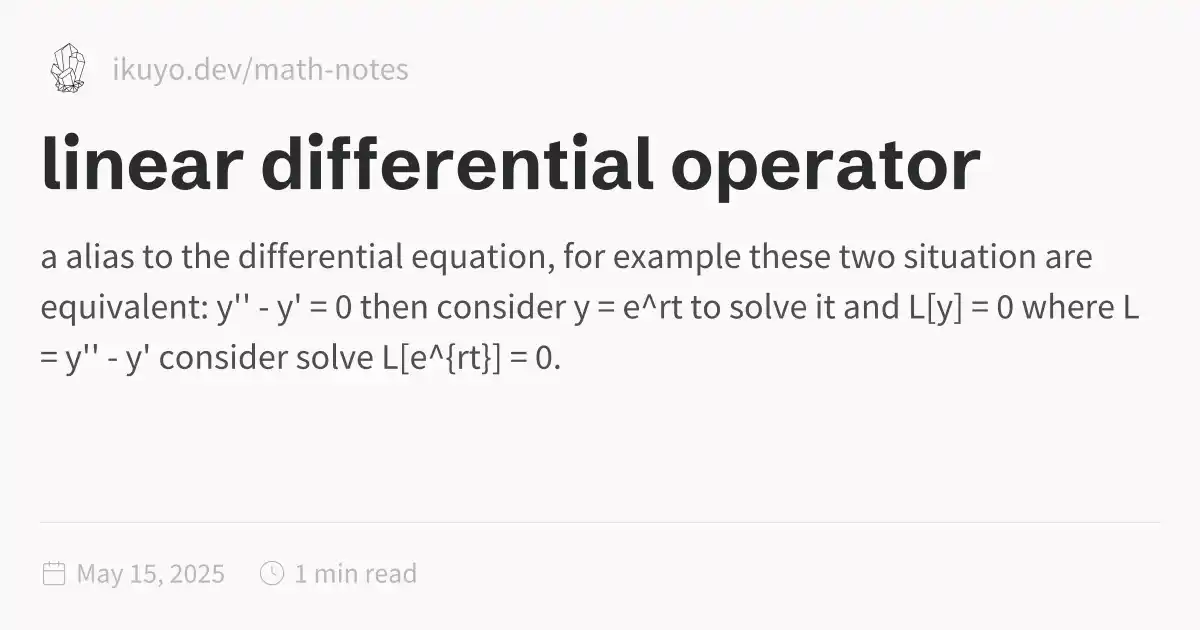 ikuyo.dev/math-notes
linear differential operator
a alias to the differential equation, for example these two situation are
equivalent: y'' - y' = 0 then consider y = e^rt to solve it and L[y] = 0 where L
= y'' - y' consider solve L[e^{rt}] = 0.
May 15, 2025 1 min read